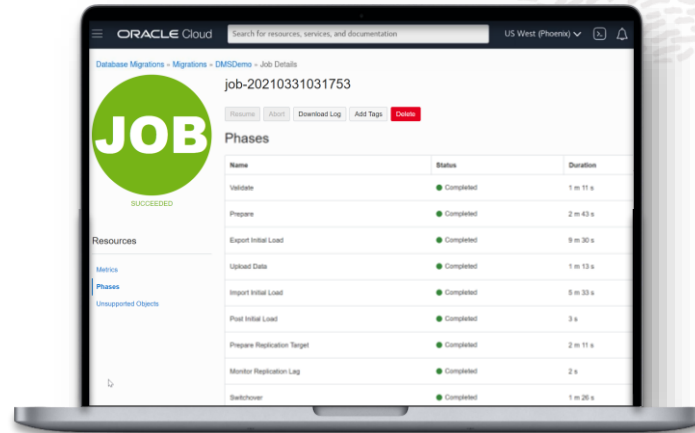 ORACLE Cloud
Search for resources, services, and documentation
US West (Phoenix)
Database Migrations » Migrations » DMSDemo » Job Details
job-20210331031753
JOB
SUCCEEDED
Resume Abort Download Log Add Tags Delete
Phases
Name Status Duration
Validate Completed 1 m 11 s
Prepare Completed 2 m 43 s
Export Initial Load Completed 9 m 30 s
Upload Data Completed 1 m 13 s
Import Initial Load Completed 5 m 33 s
Post Initial Load Completed 3 s
Prepare Replication Target Completed 2 m 11 s
Monitor Replication Lag Completed 2 s
Switchover Completed 1 m 26 s
Resources
Metrics
Phases
Unsupported Objects